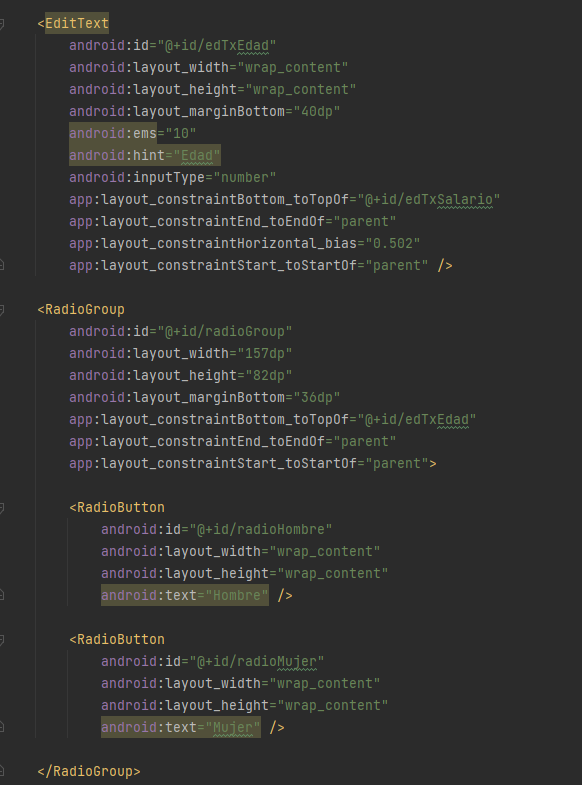 <EditText
android:id="@+id/edTxEdad"
android:layout_width="wrap_content"
android:layout_height="wrap_content"
android:layout_marginBottom="40dp"
android:ems="10"
android:hint="Edad"
android:inputType="number"
app:layout_constraintBottom_toTopOf="@+id/edTxSalario"
app:layout_constraintEnd_toEndOf="parent"
app:layout_constraintHorizontal_bias="0.502"
app:layout_constraintStart_toStartOf="parent" />
<RadioGroup
android:id="@+id/radioGroup"
android:layout_width="157dp"
android:layout_height="82dp"
android:layout_marginBottom="36dp"
app:layout_constraintBottom_toTopOf="@+id/edTxEdad"
app:layout_constraintEnd_toEndOf="parent"
app:layout_constraintStart_toStartOf="parent">
<RadioButton
android:id="@+id/radioHombre"
android:layout_width="wrap_content"
android:layout_height="wrap_content"
android:text="Hombre" />
<RadioButton
android:id="@+id/radioMujer"
android:layout_width="wrap_content"
android:layout_height="wrap_content"
android:text="Mujer" />
</RadioGroup>